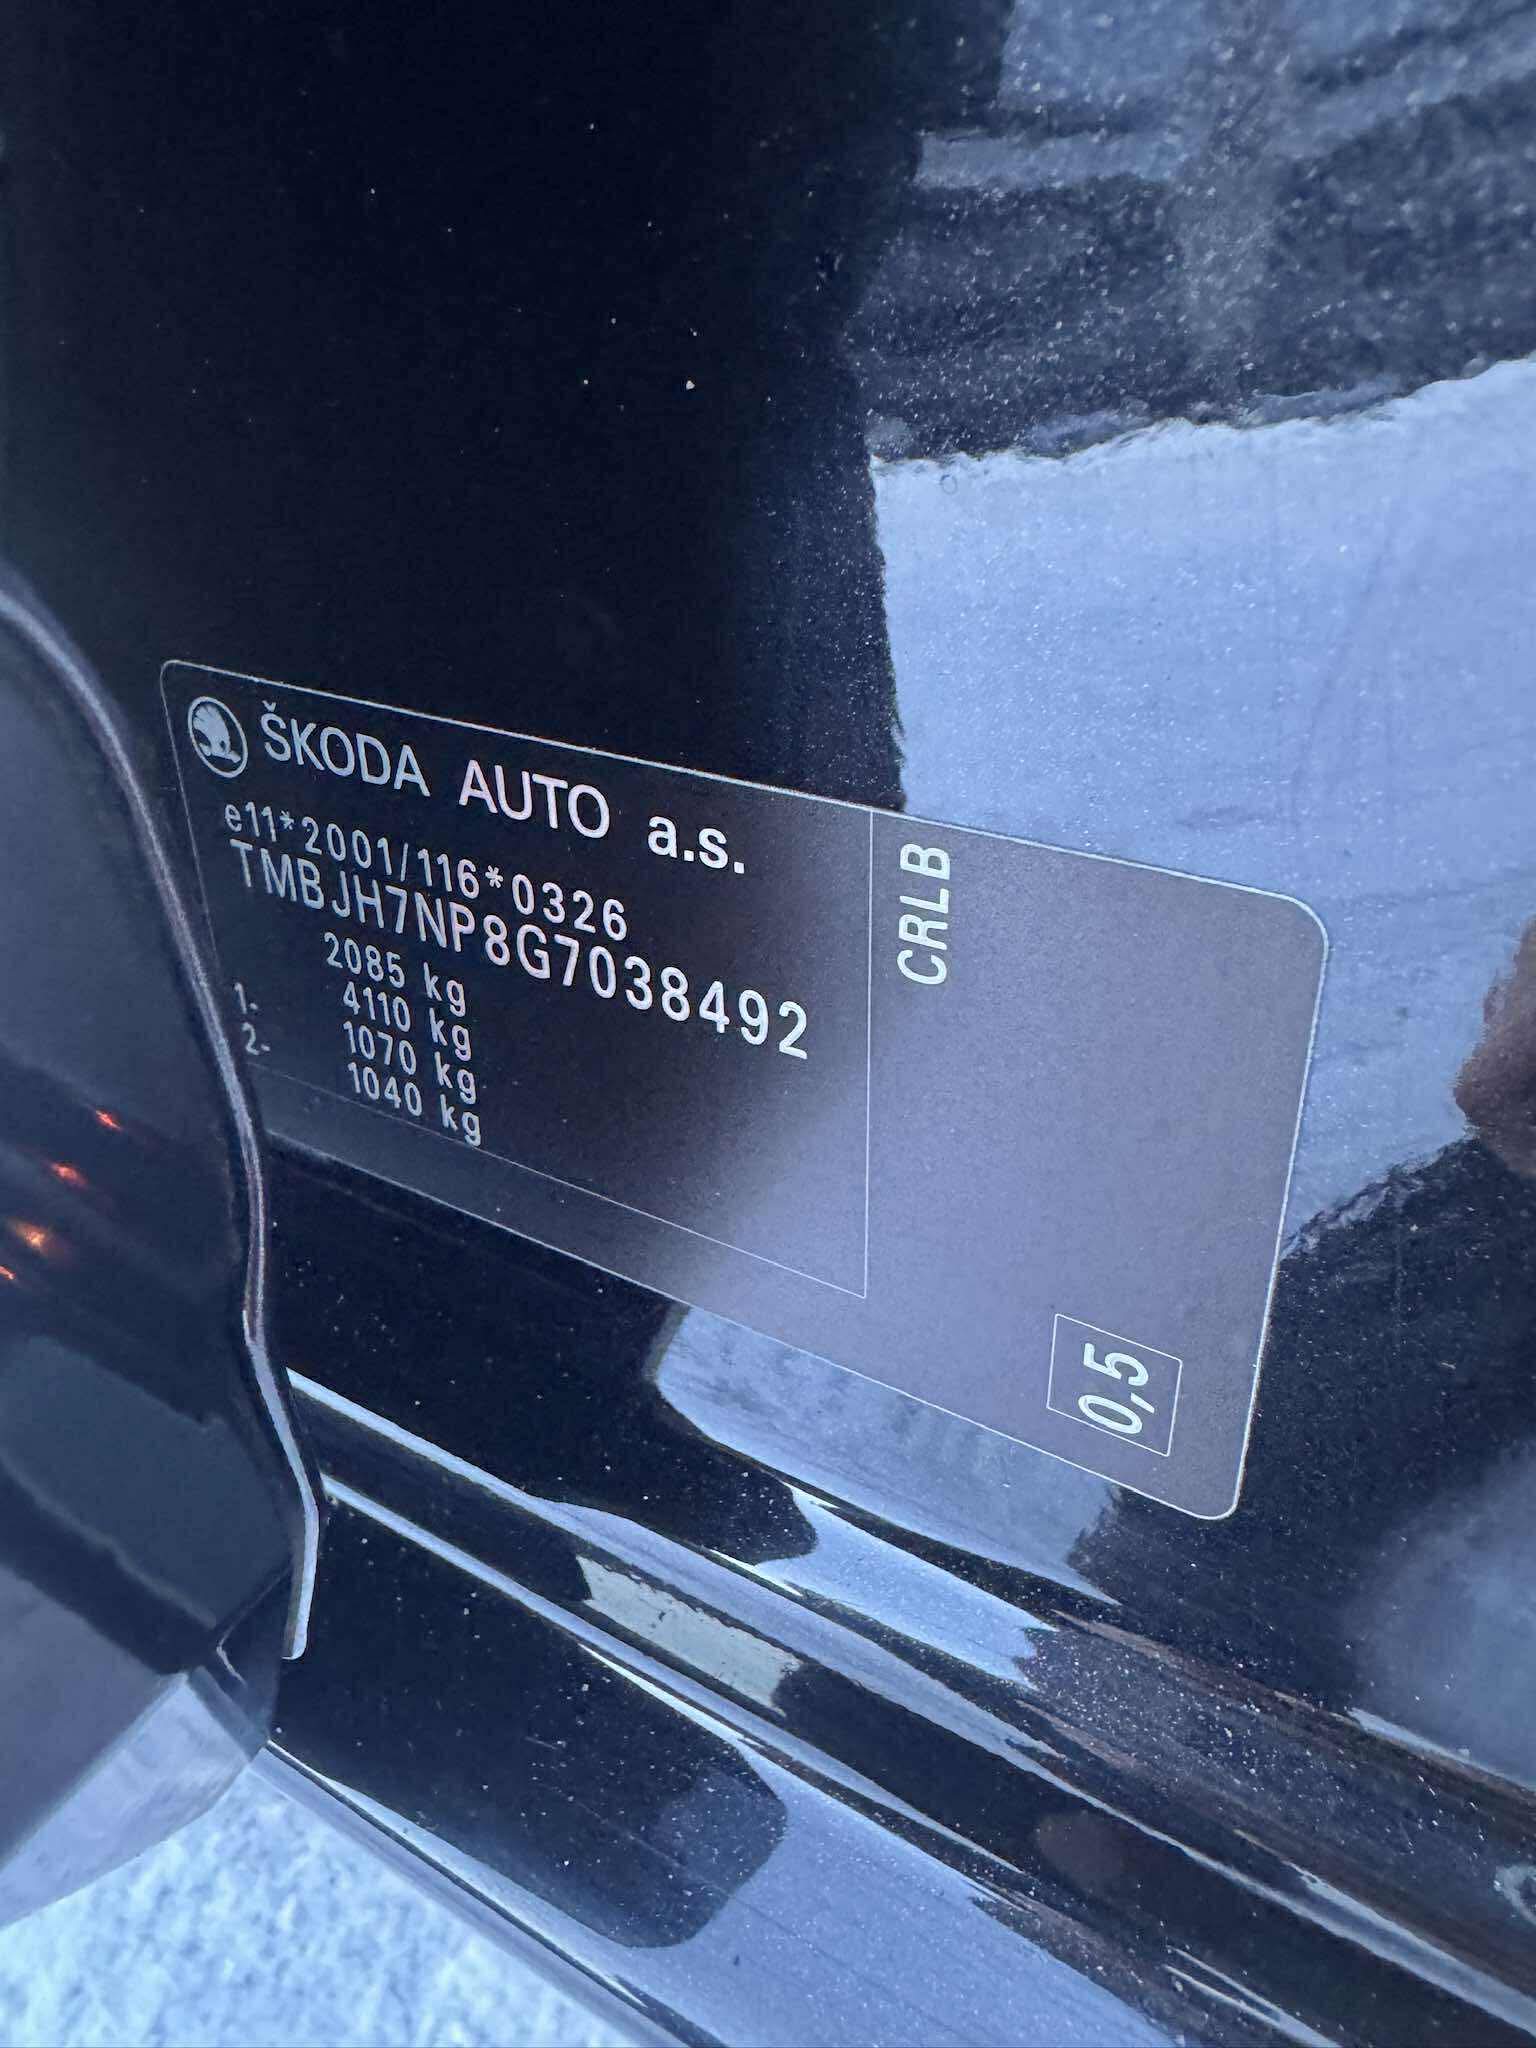 ŠKODA AUTO a.s.
e11*2001/116*0326
TMBJH7NP8G7038492
2085 kg
4110 kg
1- 1070 kg
2- 1040 kg
CRLB
0,5